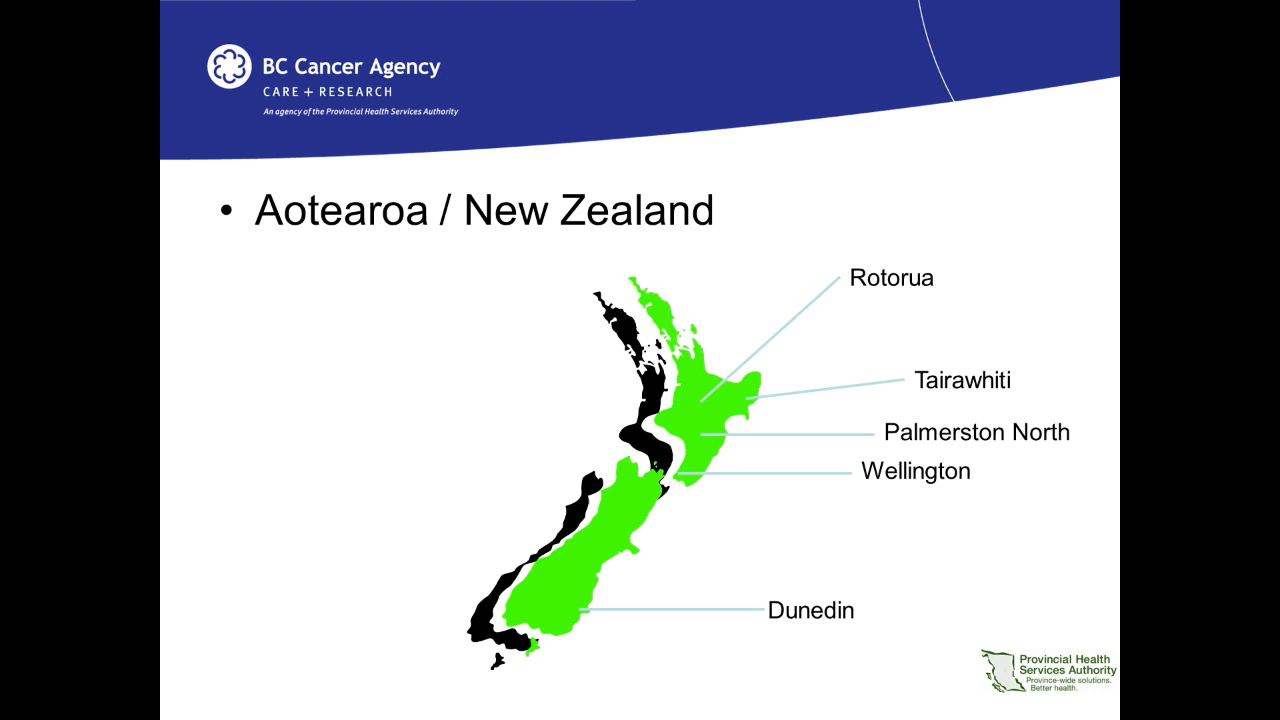 BC Cancer Agency
CARE + RESEARCH
An agency of the Provincial Health Services Authority
• Aotearoa / New Zealand
Rotorua
Tairawhiti
Palmerston North
Wellington
Dunedin
Provincial Health
Services Authority
Province-wide solutions.
Better health.